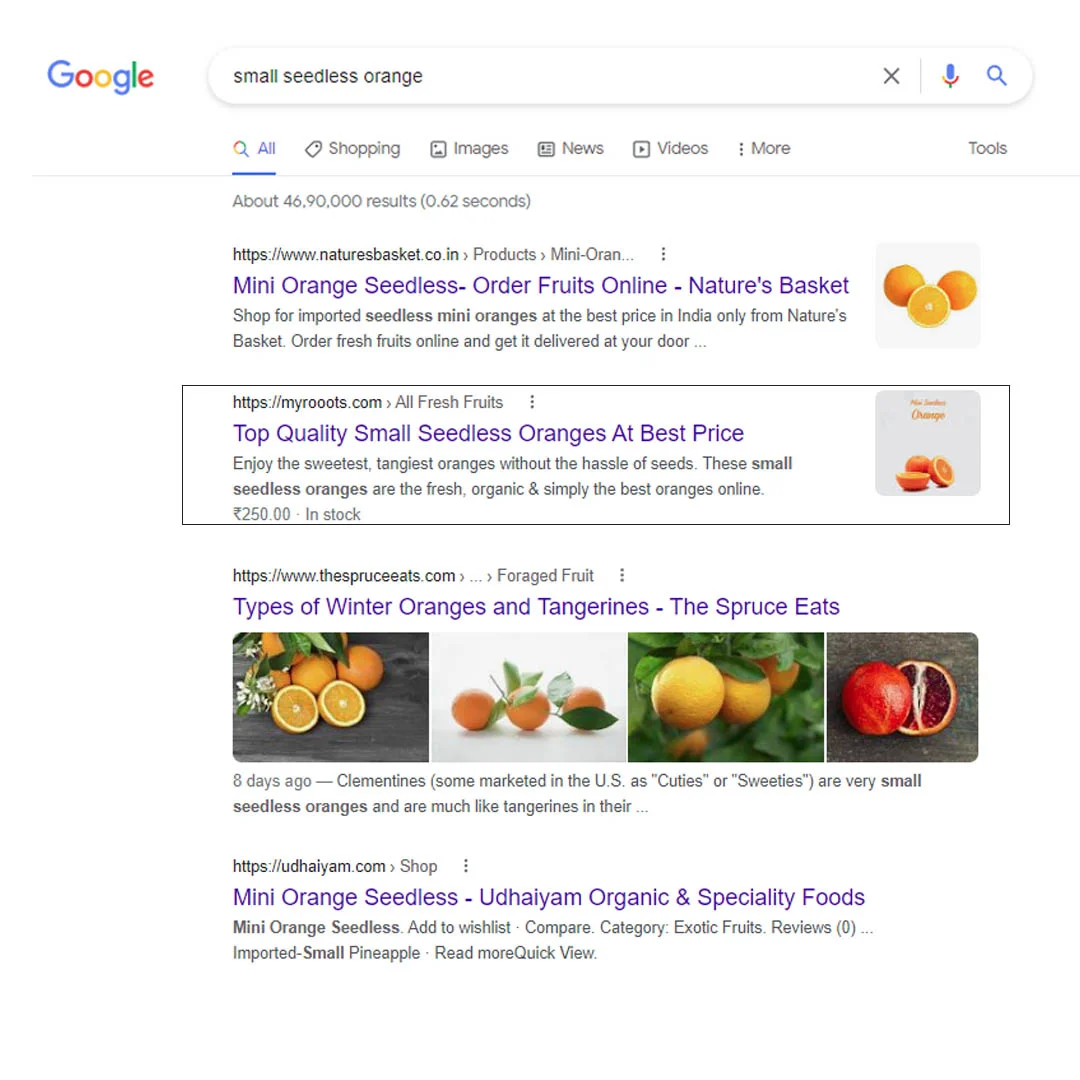 Google
small seedless orange
All Shopping Images News Videos More Tools
About 46,90,000 results (0.62 seconds)
https://www.naturesbasket.co.in › Products › Mini-Oran...
Mini Orange Seedless- Order Fruits Online - Nature's Basket
Shop for imported seedless mini oranges at the best price in India only from Nature's
Basket. Order fresh fruits online and get it delivered at your door ...
https://myrooots.com › All Fresh Fruits
Mini Seedless
Orange
Top Quality Small Seedless Oranges At Best Price
Enjoy the sweetest, tangiest oranges without the hassle of seeds. These small
seedless oranges are the fresh, organic & simply the best oranges online.
₹250.00 · In stock
https://www.thespruceeats.com › ... › Foraged Fruit
Types of Winter Oranges and Tangerines - The Spruce Eats
8 days ago — Clementines (some marketed in the U.S. as "Cuties" or "Sweeties") are very small
seedless oranges and are much like tangerines in their ...
https://udhaiyam.com › Shop
Mini Orange Seedless - Udhaiyam Organic & Speciality Foods
Mini Orange Seedless. Add to wishlist · Compare. Category: Exotic Fruits. Reviews (0) ...
Imported-Small Pineapple · Read moreQuick View.